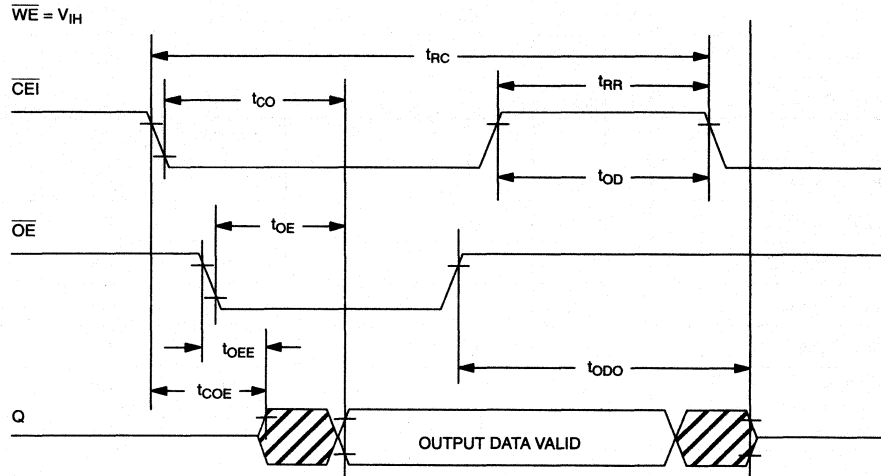 WE = VIH
tRC
CEI
tCO
tRR
tOD
OE
tOE
tOEE
tODO
tCOE
Q
OUTPUT DATA VALID